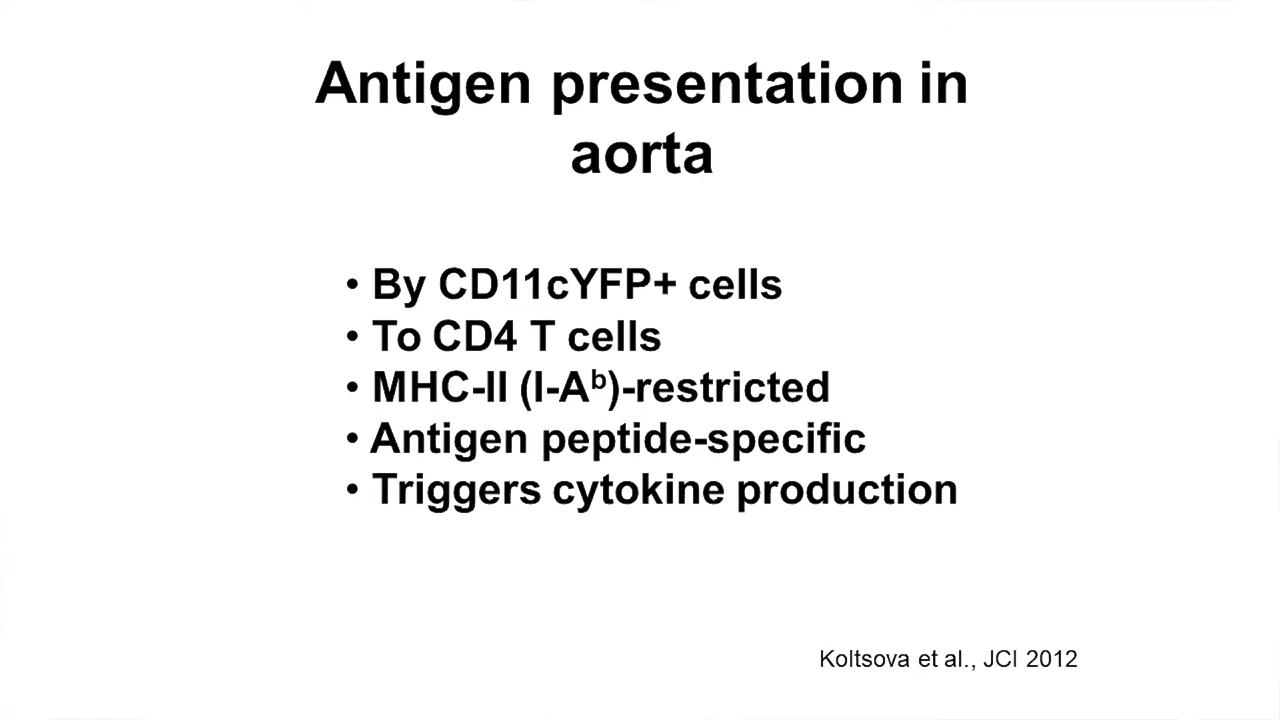 Antigen presentation in
aorta
• By CD11cYFP+ cells
• To CD4 T cells
• MHC-II (I-Aᵇ)-restricted
• Antigen peptide-specific
• Triggers cytokine production
Koltsova et al., JCI 2012